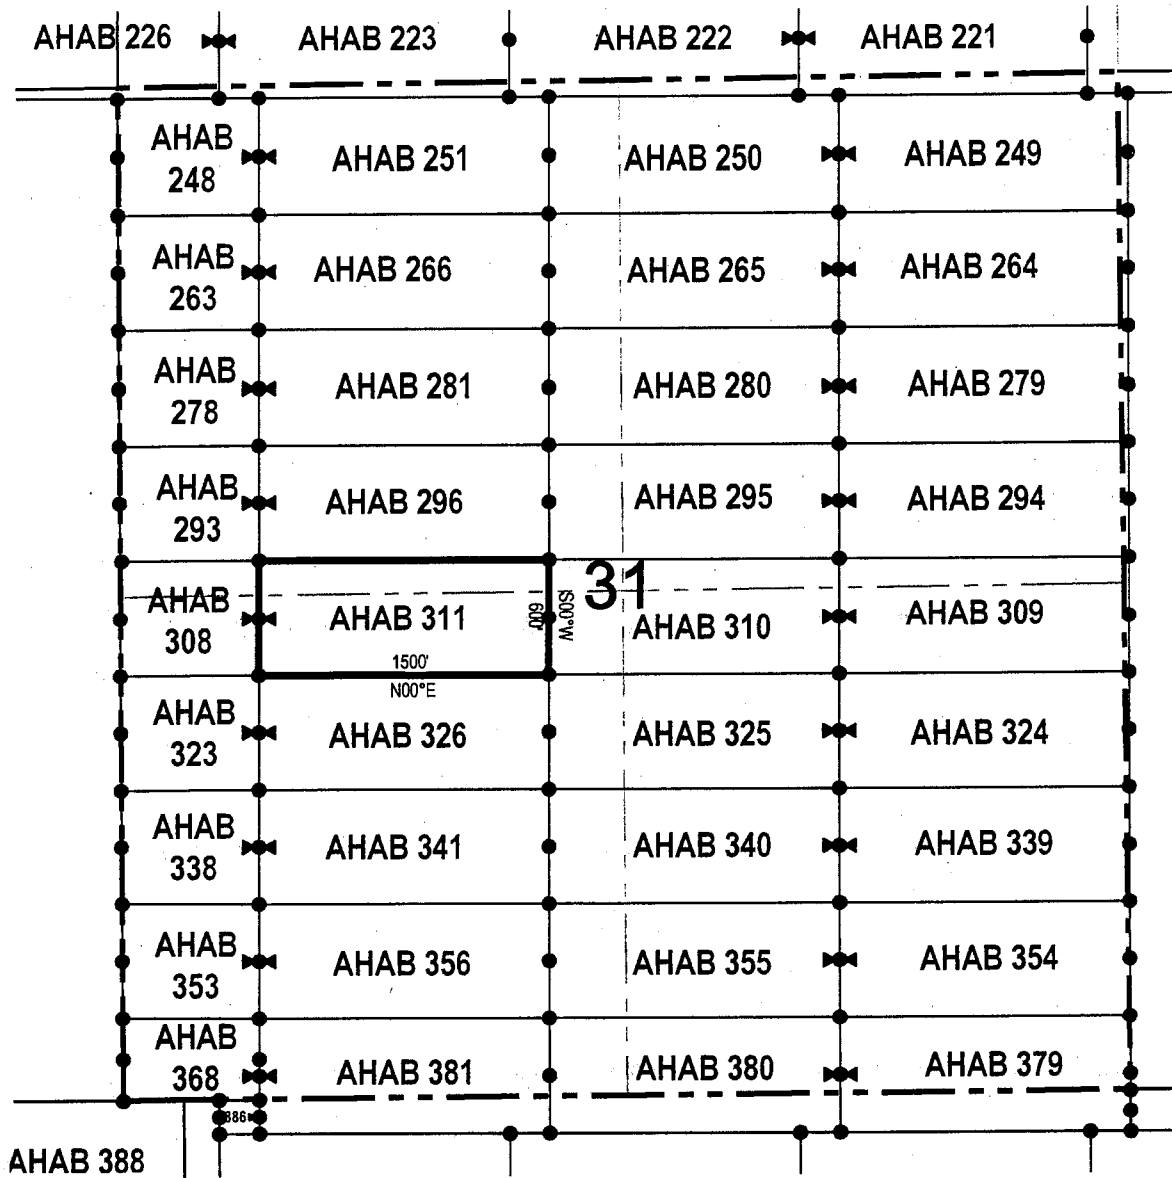 AHAB 226
AHAB 223
AHAB 222
AHAB 221
AHAB
248
AHAB 251
AHAB 250
AHAB 249
AHAB
263
AHAB 266
AHAB 265
AHAB 264
AHAB
278
AHAB 281
AHAB 280
AHAB 279
AHAB
293
AHAB 296
AHAB 295
AHAB 294
31
AHAB
308
AHAB 311
600'
IS00°W
AHAB 310
AHAB 309
1500'
N00°E
AHAB
323
AHAB 326
AHAB 325
AHAB 324
AHAB
338
AHAB 341
AHAB 340
AHAB 339
AHAB
353
AHAB 356
AHAB 355
AHAB 354
AHAB
368
AHAB 381
AHAB 380
AHAB 379
386
AHAB 388